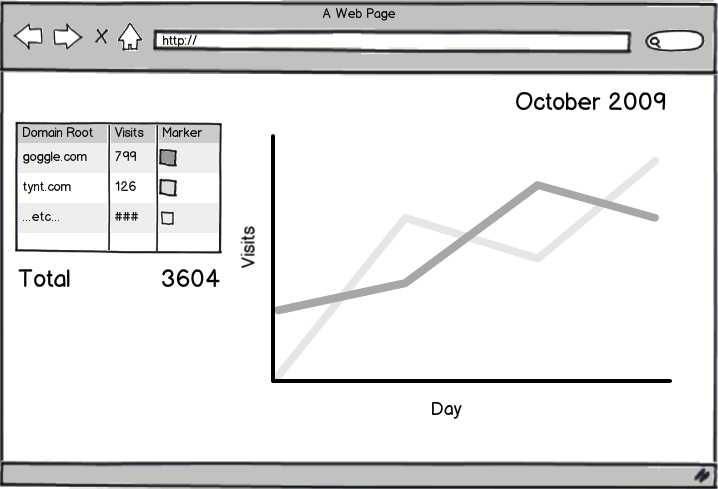 A Web Page
http://
October 2009
Domain Root Visits Marker
goggle.com 799
tynt.com 126
...etc... ###
Total 3604
Visits
Day